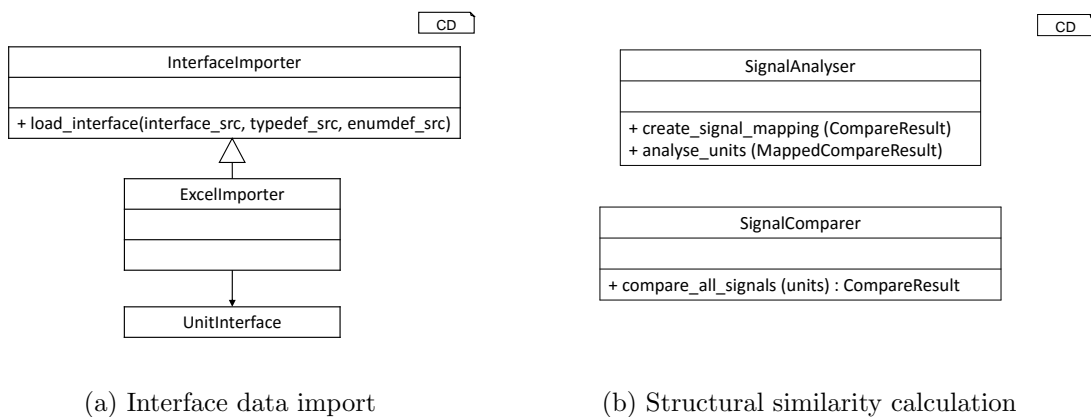 CD
InterfaceImporter
+ load_interface(interface_src, typedef_src, enumdef_src)
ExcelImporter
UnitInterface
(a) Interface data import
CD
SignalAnalyser
+ create_signal_mapping (CompareResult)
+ analyse_units (MappedCompareResult)
SignalComparer
+ compare_all_signals (units) : CompareResult
(b) Structural similarity calculation